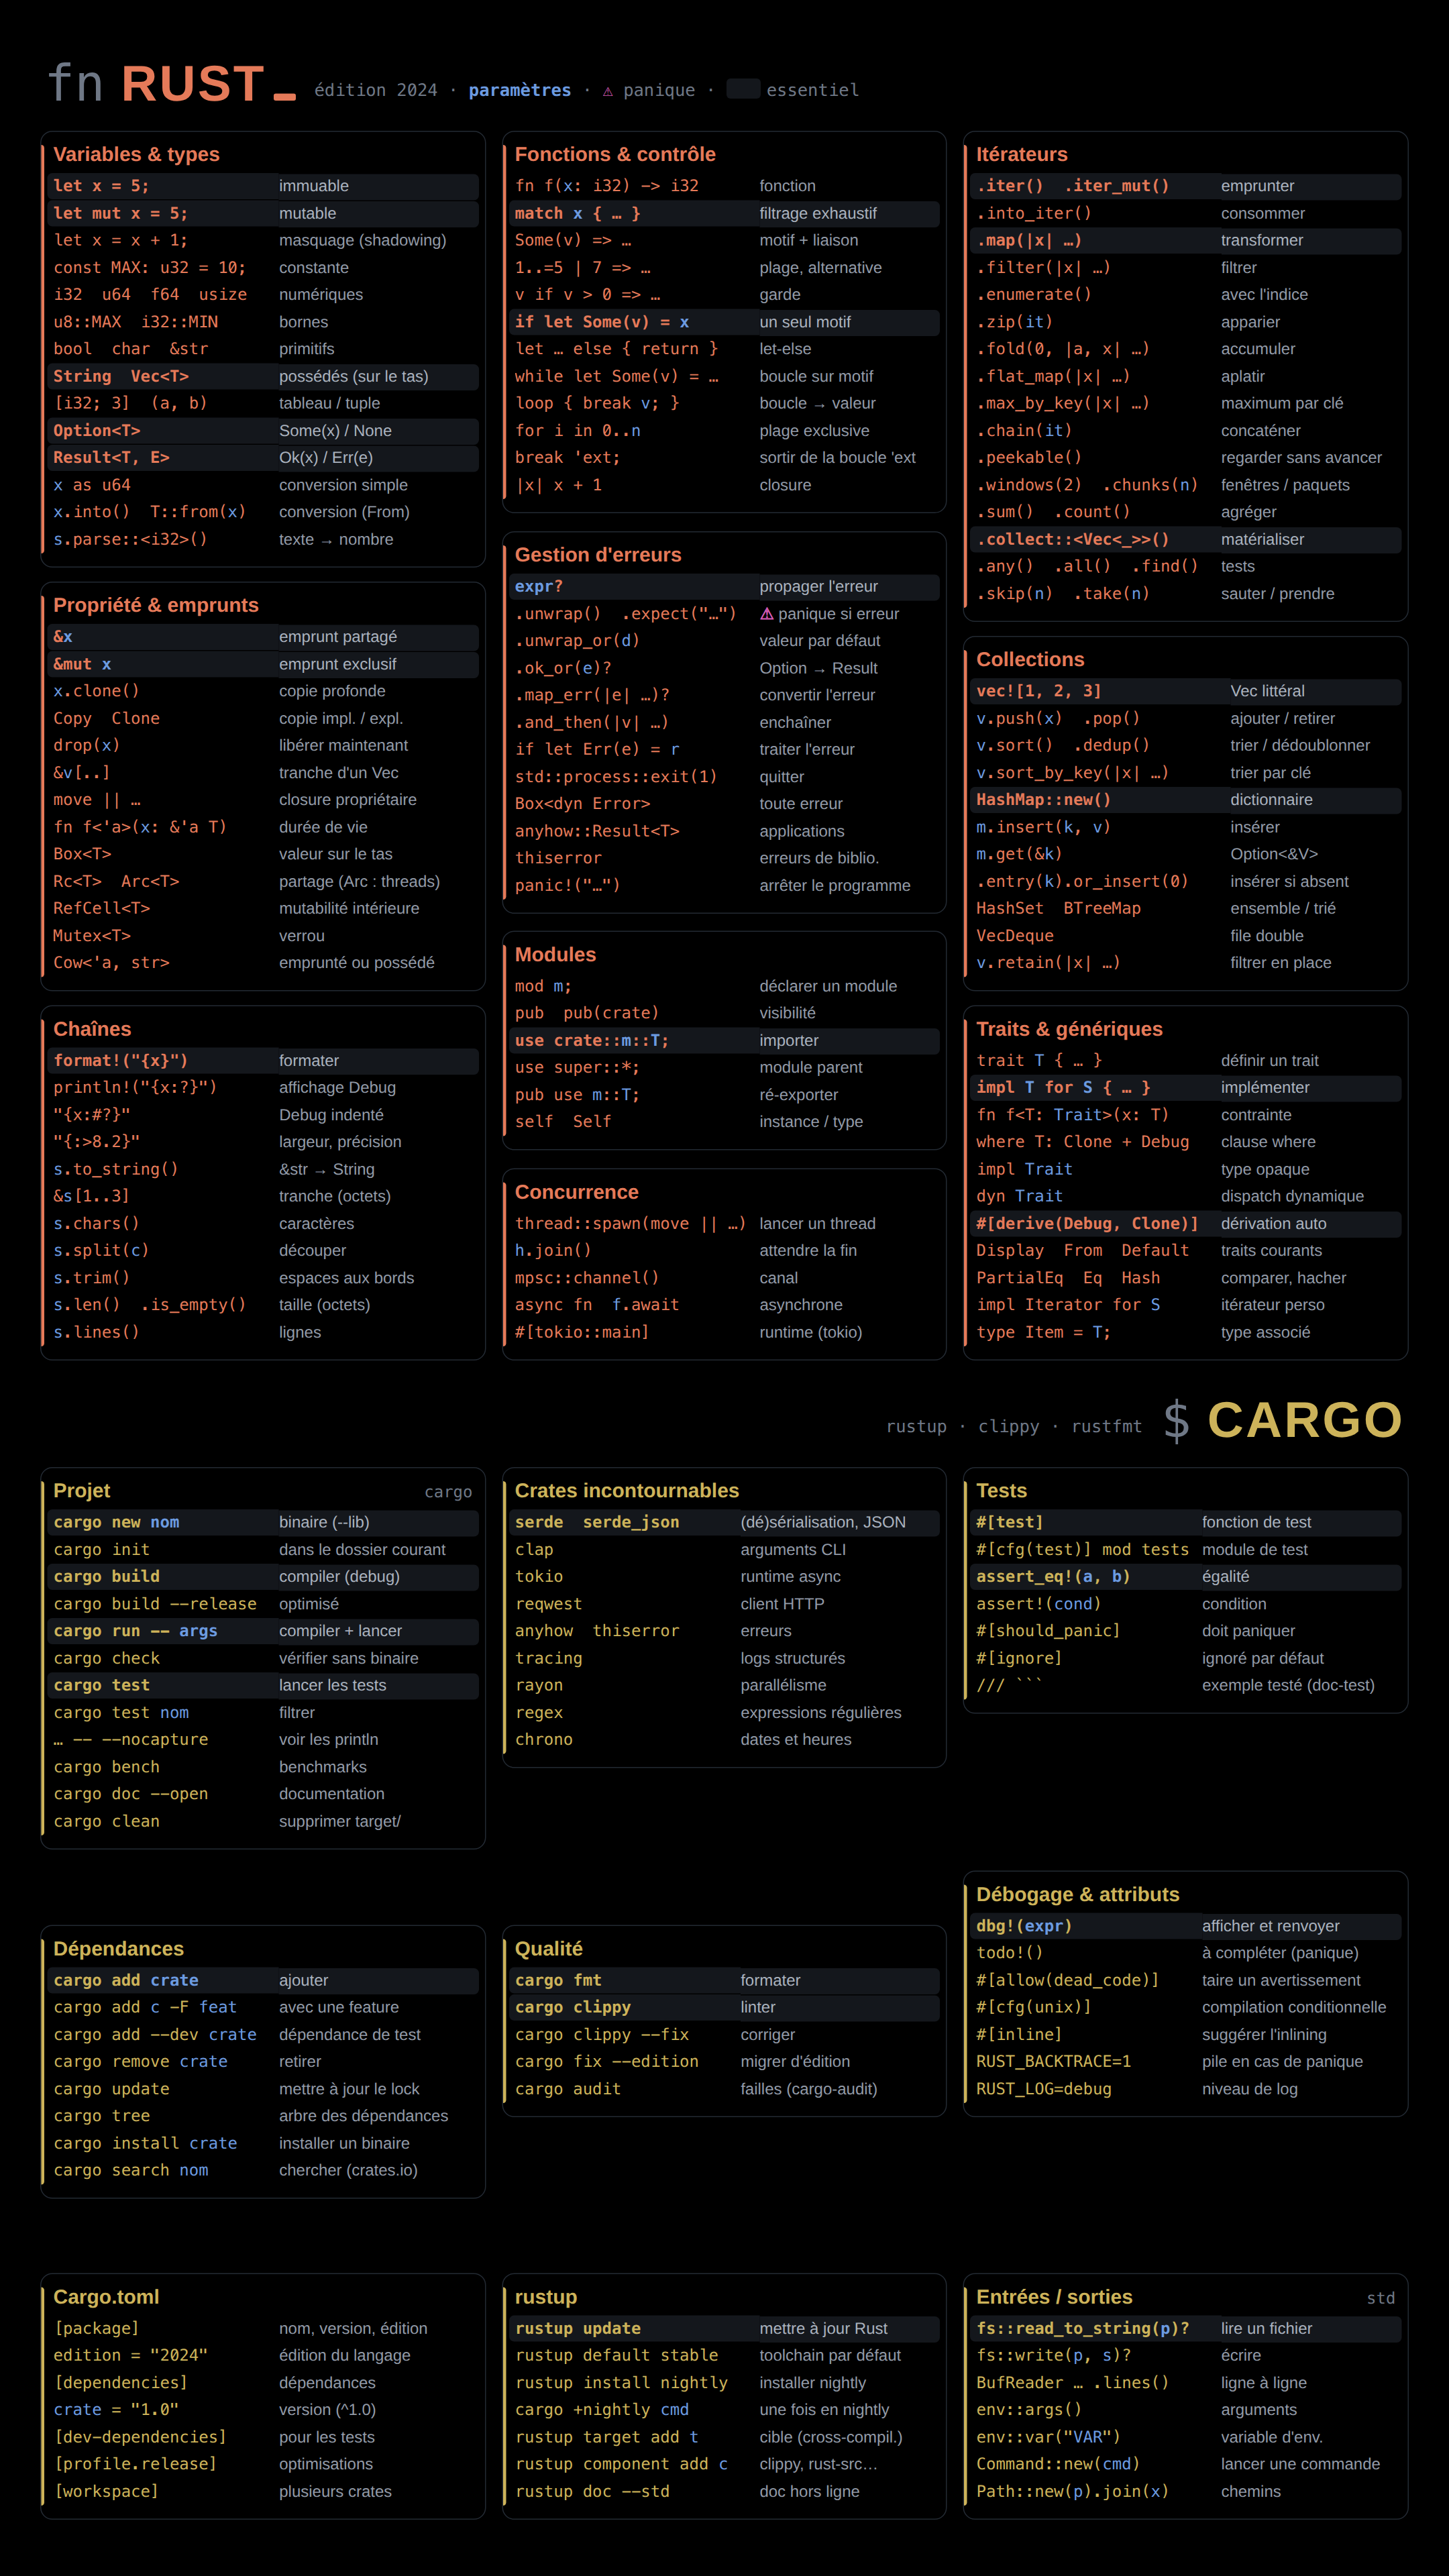 fn RUST_ édition 2024 · paramètres · ⚠ panique · essentiel
Variables & types
let x = 5; immuable
let mut x = 5; mutable
let x = x + 1; masquage (shadowing)
const MAX: u32 = 10; constante
i32 u64 f64 usize numériques
u8::MAX i32::MIN bornes
bool char &str primitifs
String Vec<T> possédés (sur le tas)
[i32; 3] (a, b) tableau / tuple
Option<T> Some(x) / None
Result<T, E> Ok(x) / Err(e)
x as u64 conversion simple
x.into() T::from(x) conversion (From)
s.parse::<i32>() texte → nombre
Propriété & emprunts
&x emprunt partagé
&mut x emprunt exclusif
x.clone() copie profonde
Copy Clone copie impl. / expl.
drop(x) libérer maintenant
&v[..] tranche d'un Vec
move || … closure propriétaire
fn f<'a>(x: &'a T) durée de vie
Box<T> valeur sur le tas
Rc<T> Arc<T> partage (Arc : threads)
RefCell<T> mutabilité intérieure
Mutex<T> verrou
Cow<'a, str> emprunté ou possédé
Chaînes
format!("{x}") formater
println!("{x:?}") affichage Debug
"{x:#?}" Debug indenté
"{:>8.2}" largeur, précision
s.to_string() &str → String
&s[1..3] tranche (octets)
s.chars() caractères
s.split(c) découper
s.trim() espaces aux bords
s.len() .is_empty() taille (octets)
s.lines() lignes
Fonctions & contrôle
fn f(x: i32) -> i32 fonction
match x { … } filtrage exhaustif
Some(v) => … motif + liaison
1..=5 | 7 => … plage, alternative
v if v > 0 => … garde
if let Some(v) = x un seul motif
let … else { return } let-else
while let Some(v) = … boucle sur motif
loop { break v; } boucle → valeur
for i in 0..n plage exclusive
break 'ext; sortir de la boucle 'ext
|x| x + 1 closure
Gestion d'erreurs
expr? propager l'erreur
.unwrap() .expect("…") ⚠ panique si erreur
.unwrap_or(d) valeur par défaut
.ok_or(e)? Option → Result
.map_err(|e| …)? convertir l'erreur
.and_then(|v| …) enchaîner
if let Err(e) = r traiter l'erreur
std::process::exit(1) quitter
Box<dyn Error> toute erreur
anyhow::Result<T> applications
thiserror erreurs de biblio.
panic!("…") arrêter le programme
Modules
mod m; déclarer un module
pub pub(crate) visibilité
use crate::m::T; importer
use super::*; module parent
pub use m::T; ré-exporter
self Self instance / type
Concurrence
thread::spawn(move || …) lancer un thread
h.join() attendre la fin
mpsc::channel() canal
async fn f.await asynchrone
#[tokio::main] runtime (tokio)
Itérateurs
.iter() .iter_mut() emprunter
.into_iter() consommer
.map(|x| …) transformer
.filter(|x| …) filtrer
.enumerate() avec l'indice
.zip(it) apparier
.fold(0, |a, x| …) accumuler
.flat_map(|x| …) aplatir
.max_by_key(|x| …) maximum par clé
.chain(it) concaténer
.peekable() regarder sans avancer
.windows(2) .chunks(n) fenêtres / paquets
.sum() .count() agréger
.collect::<Vec<_>>() matérialiser
.any() .all() .find() tests
.skip(n) .take(n) sauter / prendre
Collections
vec![1, 2, 3] Vec littéral
v.push(x) .pop() ajouter / retirer
v.sort() .dedup() trier / dédoublonner
v.sort_by_key(|x| …) trier par clé
HashMap::new() dictionnaire
m.insert(k, v) insérer
m.get(&k) Option<&V>
.entry(k).or_insert(0) insérer si absent
HashSet BTreeMap ensemble / trié
VecDeque file double
v.retain(|x| …) filtrer en place
Traits & génériques
trait T { … } définir un trait
impl T for S { … } implémenter
fn f<T: Trait>(x: T) contrainte
where T: Clone + Debug clause where
impl Trait type opaque
dyn Trait dispatch dynamique
#[derive(Debug, Clone)] dérivation auto
Display From Default traits courants
PartialEq Eq Hash comparer, hacher
impl Iterator for S itérateur perso
type Item = T; type associé
rustup · clippy · rustfmt $ CARGO
Projet cargo
cargo new nom binaire (--lib)
cargo init dans le dossier courant
cargo build compiler (debug)
cargo build --release optimisé
cargo run -- args compiler + lancer
cargo check vérifier sans binaire
cargo test lancer les tests
cargo test nom filtrer
… -- --nocapture voir les println
cargo bench benchmarks
cargo doc --open documentation
cargo clean supprimer target/
Crates incontournables
serde serde_json (dé)sérialisation, JSON
clap arguments CLI
tokio runtime async
reqwest client HTTP
anyhow thiserror erreurs
tracing logs structurés
rayon parallélisme
regex expressions régulières
chrono dates et heures
Tests
#[test] fonction de test
#[cfg(test)] mod tests module de test
assert_eq!(a, b) égalité
assert!(cond) condition
#[should_panic] doit paniquer
#[ignore] ignoré par défaut
/// ``` exemple testé (doc-test)
Dépendances
cargo add crate ajouter
cargo add c -F feat avec une feature
cargo add --dev crate dépendance de test
cargo remove crate retirer
cargo update mettre à jour le lock
cargo tree arbre des dépendances
cargo install crate installer un binaire
cargo search nom chercher (crates.io)
Qualité
cargo fmt formater
cargo clippy linter
cargo clippy --fix corriger
cargo fix --edition migrer d'édition
cargo audit failles (cargo-audit)
Débogage & attributs
dbg!(expr) afficher et renvoyer
todo!() à compléter (panique)
#[allow(dead_code)] taire un avertissement
#[cfg(unix)] compilation conditionnelle
#[inline] suggérer l'inlining
RUST_BACKTRACE=1 pile en cas de panique
RUST_LOG=debug niveau de log
Cargo.toml
[package] nom, version, édition
edition = "2024" édition du langage
[dependencies] dépendances
crate = "1.0" version (^1.0)
[dev-dependencies] pour les tests
[profile.release] optimisations
[workspace] plusieurs crates
rustup
rustup update mettre à jour Rust
rustup default stable toolchain par défaut
rustup install nightly installer nightly
cargo +nightly cmd une fois en nightly
rustup target add t cible (cross-compil.)
rustup component add c clippy, rust-src…
rustup doc --std doc hors ligne
Entrées / sorties std
fs::read_to_string(p)? lire un fichier
fs::write(p, s)? écrire
BufReader … .lines() ligne à ligne
env::args() arguments
env::var("VAR") variable d'env.
Command::new(cmd) lancer une commande
Path::new(p).join(x) chemins